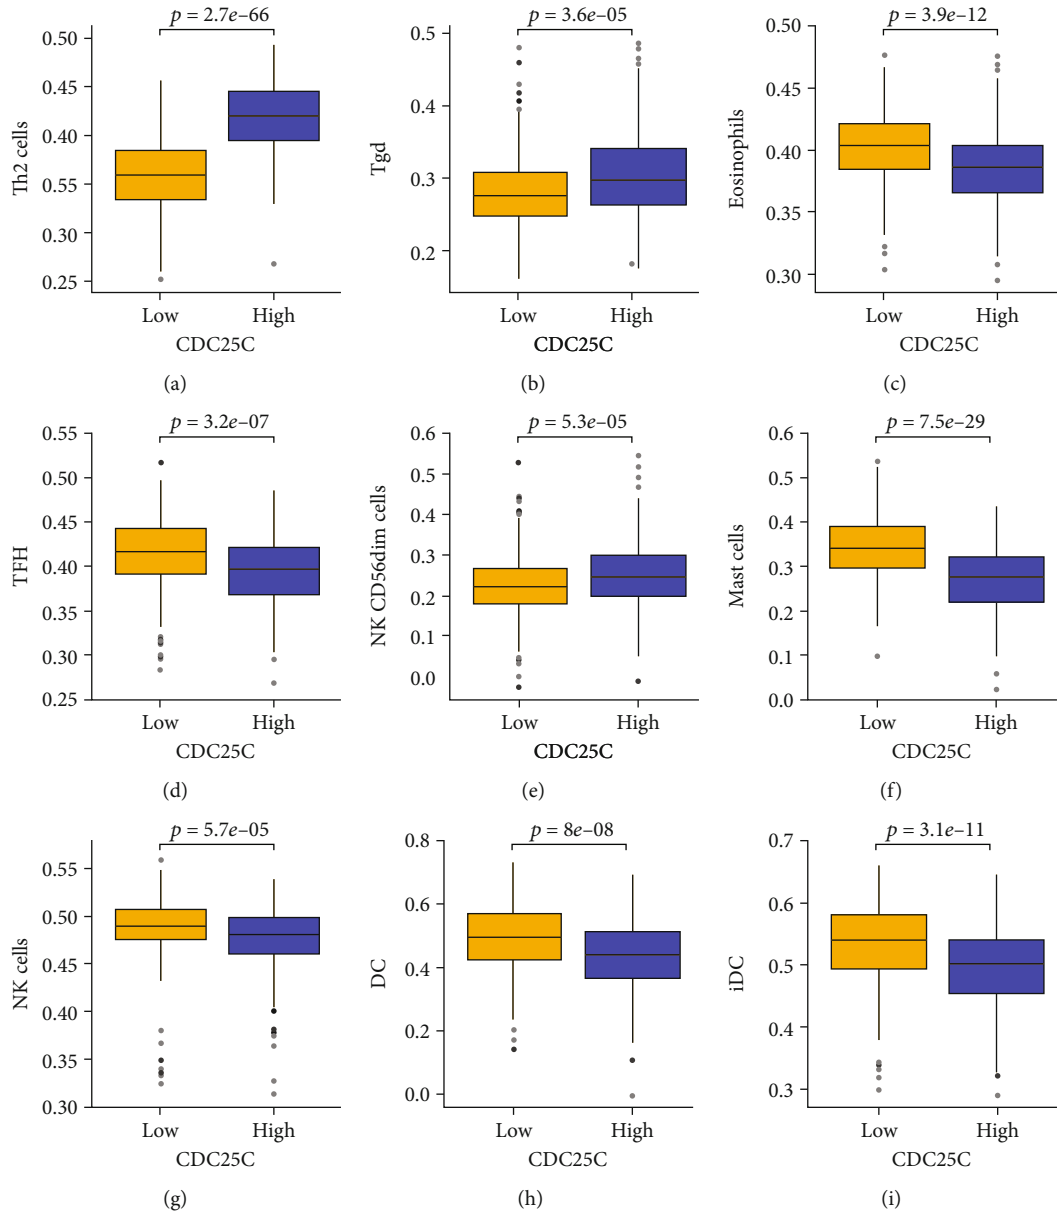 p = 2.7e–66
0.50
0.45
0.40
0.55
0.30
0.25
Th2 cells
Low
High
CDC25C
(a)
p = 3.6e–05
0.5
0.4
0.3
0.2
Tgd
Low
High
CDC25C
(b)
p = 3.9e–12
0.50
0.45
0.40
0.35
0.30
Eosinophils
Low
High
CDC25C
(c)
p = 3.2e–07
0.55
0.50
0.45
0.40
0.35
0.30
0.25
TFH
Low
High
CDC25C
(d)
p = 5.3e–05
0.6
0.5
0.4
0.3
0.2
0.1
0.0
NK CD56dim cells
Low
High
CDC25C
(e)
p = 7.5e–29
0.6
0.5
0.4
0.3
0.2
0.1
0.0
Mast cells
Low
High
CDC25C
(f)
p = 5.7e–05
0.55
0.50
0.45
0.40
0.35
0.30
NK cells
Low
High
CDC25C
(g)
p = 8e–08
0.8
0.6
0.4
0.2
0.0
DC
Low
High
CDC25C
(h)
p = 3.1e–11
0.7
0.6
0.5
0.4
0.3
iDC
Low
High
CDC25C
(i)